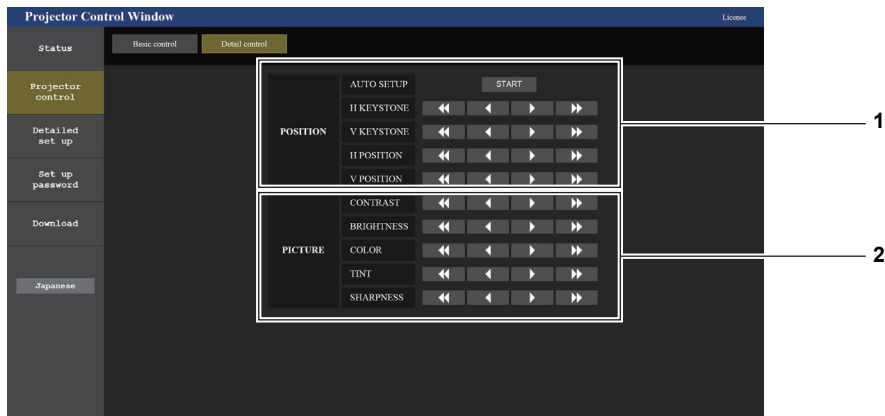 Projector Control Window
License
Status
Basic control
Detail control
Projector
control
Detailed
set up
Set up
password
Download
Japanese
POSITION
AUTO SETUP
START
H KEYSTONE
V KEYSTONE
H POSITION
V POSITION
PICTURE
CONTRAST
BRIGHTNESS
COLOR
TINT
SHARPNESS
1
2